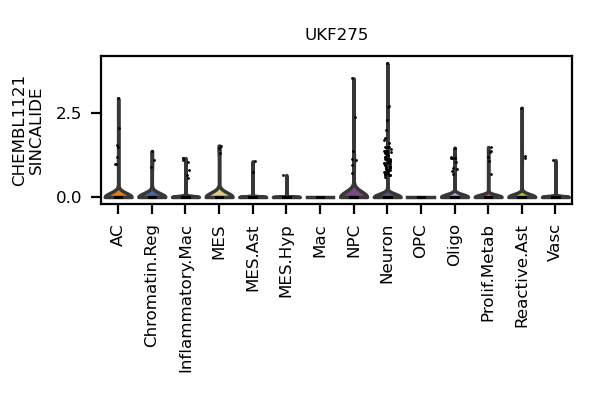 UKF275
CHEMBL1121
SINCALIDE
2.5
0.0
AC
Chromatin.Reg
Inflammatory.Mac
MES
MES.Ast
MES.Hyp
Mac
NPC
Neuron
OPC
Oligo
Prolif.Metab
Reactive.Ast
Vasc